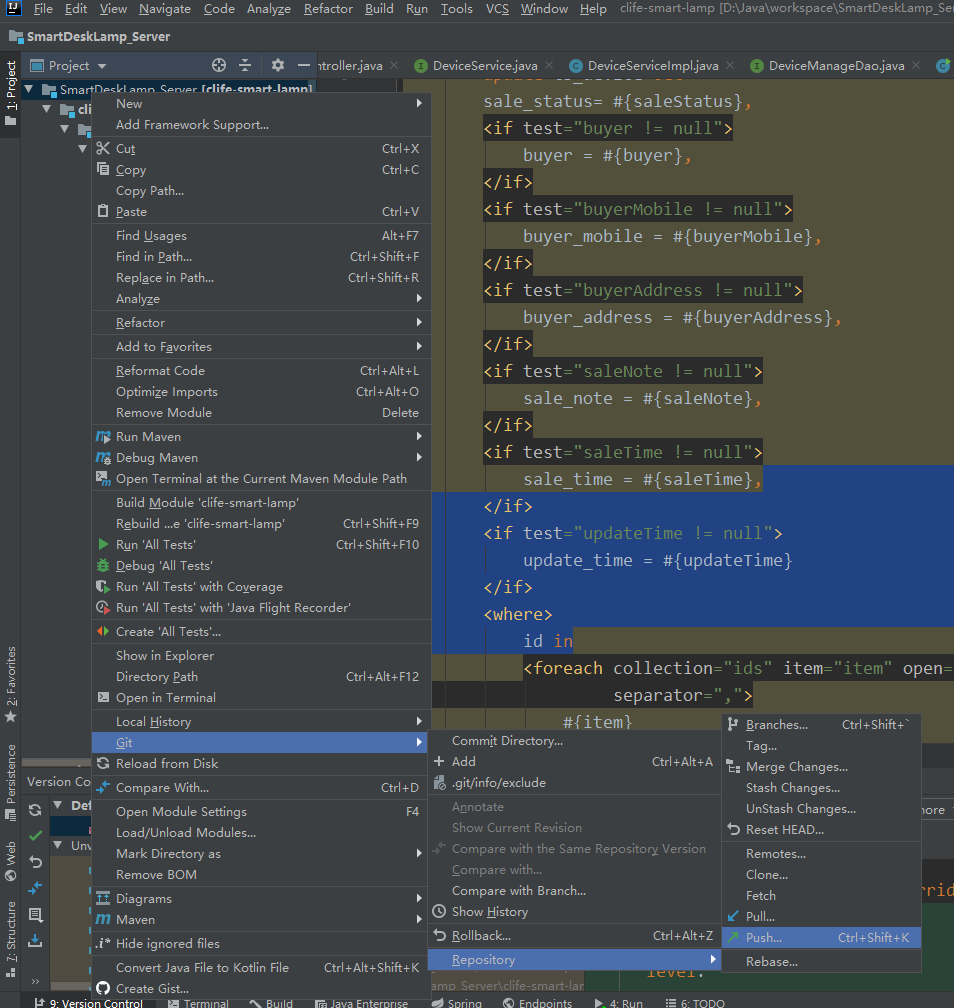 File Edit View Navigate Code Analyze Refactor Build Run Tools VCS Window Help clife-smart-lamp [D:\Java\workspace\SmartDeskLamp_Se
SmartDeskLamp_Server
1: Project
Project
ntroller.java
DeviceService.java
DeviceServiceImpl.java
DeviceManageDao.java
SmartDeskLamp_Server [clife-smart-lamp]
cli
New
Add Framework Support...
Cut Ctrl+X
Copy Ctrl+C
Copy Path...
Paste Ctrl+V
Find Usages Alt+F7
Find in Path... Ctrl+Shift+F
Replace in Path... Ctrl+Shift+R
Analyze
Refactor
Add to Favorites
Reformat Code Ctrl+Alt+L
Optimize Imports Ctrl+Alt+O
Remove Module Delete
Run Maven
Debug Maven
Open Terminal at the Current Maven Module Path
Build Module 'clife-smart-lamp'
Rebuild ...e 'clife-smart-lamp' Ctrl+Shift+F9
Run 'All Tests' Ctrl+Shift+F10
Debug 'All Tests'
Run 'All Tests' with Coverage
Run 'All Tests' with 'Java Flight Recorder'
Create 'All Tests'...
Show in Explorer
Directory Path Ctrl+Alt+F12
Open in Terminal
Local History
Git
Reload from Disk
Compare With... Ctrl+D
Open Module Settings F4
Load/Unload Modules...
Mark Directory as
Remove BOM
Diagrams
Maven
Hide ignored files
Convert Java File to Kotlin File Ctrl+Alt+Shift+K
Create Gist...
sale_status= #{saleStatus},
<if test="buyer != null">
buyer = #{buyer},
</if>
<if test="buyerMobile != null">
buyer_mobile = #{buyerMobile},
</if>
<if test="buyerAddress != null">
buyer_address = #{buyerAddress},
</if>
<if test="saleNote != null">
sale_note = #{saleNote},
</if>
<if test="saleTime != null">
sale_time = #{saleTime},
</if>
<if test="updateTime != null">
update_time = #{updateTime}
</if>
<where>
id in
<foreach collection="ids" item="item" open=
separator=",">
#{item}
Commit Directory...
Add Ctrl+Alt+A
.git/info/exclude
Annotate
Show Current Revision
Compare with the Same Repository Version
Compare with...
Compare with Branch...
Show History
Rollback... Ctrl+Alt+Z
Repository
Branches... Ctrl+Shift+`
Tag...
Merge Changes...
Stash Changes...
UnStash Changes...
Reset HEAD...
Remotes...
Clone...
Fetch
Pull...
Push... Ctrl+Shift+K
Rebase...
more
rrid
level:
_Server\clife-smart-lar
2: Favorites
Persistence
Web
7: Structure
Version Co
Def
Unv
9: Version Control Terminal Build Java Enterprise Spring Endpoints 4: Run 6: TODO